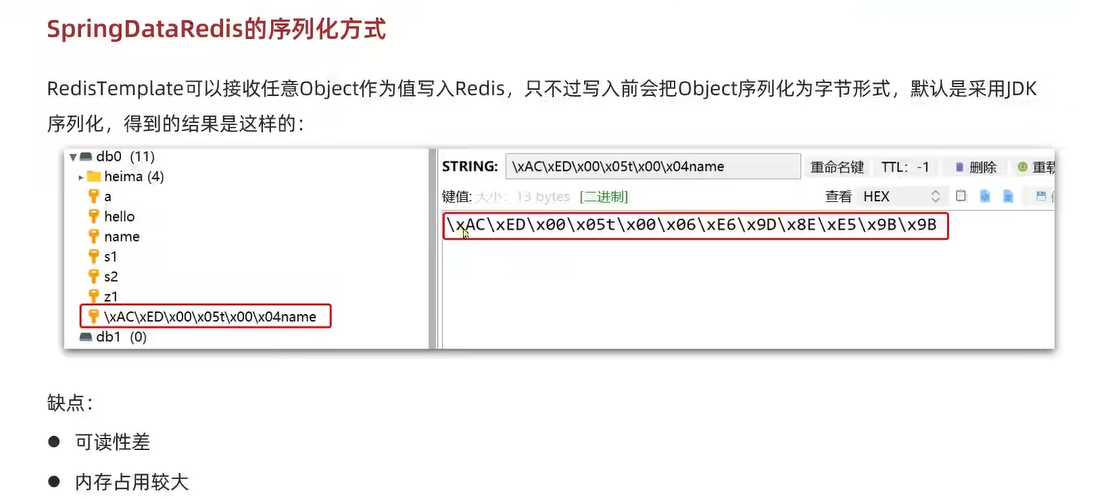 SpringDataRedis的序列化方式
RedisTemplate可以接收任意Object作为值写入Redis，只不过写入前会把Object序列化为字节形式，默认是采用JDK
序列化，得到的结果是这样的：
db0 (11)
heima (4)
a
hello
name
s1
s2
z1
\xAC\xED\x00\x05t\x00\x04name
db1 (0)
STRING: \xAC\xED\x00\x05t\x00\x04name 重命名键 TTL: -1 删除 重载
键值: 大小: 13 bytes [二进制] 查看 HEX
\xAC\xED\x00\x05t\x00\x06\xE6\x9D\x8E\xE5\x9B\x9B
缺点：
● 可读性差
● 内存占用较大